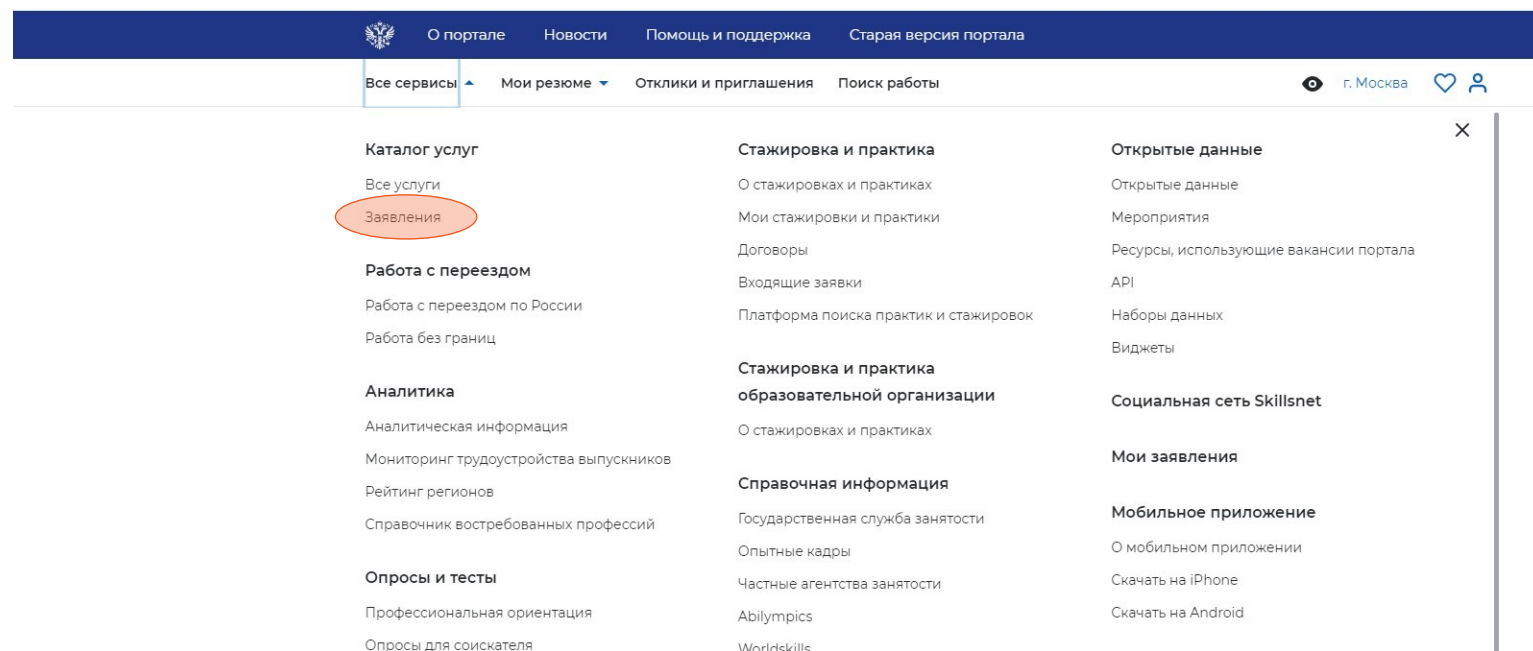 О портале Новости Помощь и поддержка Старая версия портала
Все сервисы Мои резюме Отклики и приглашения Поиск работы г. Москва
Каталог услуг
Все услуги
Заявления
Работа с переездом
Работа с переездом по России
Работа без границ
Аналитика
Аналитическая информация
Мониторинг трудоустройства выпускников
Рейтинг регионов
Справочник востребованных профессий
Опросы и тесты
Профессиональная ориентация
Опросы для соискателя
Стажировка и практика
О стажировках и практиках
Мои стажировки и практики
Договоры
Входящие заявки
Платформа поиска практик и стажировок
Стажировка и практика
образовательной организации
О стажировках и практиках
Справочная информация
Государственная служба занятости
Опытные кадры
Частные агентства занятости
Abilympics
Worldskills
Открытые данные
Открытые данные
Мероприятия
Ресурсы, использующие вакансии портала
API
Наборы данных
Виджеты
Социальная сеть Skillsnet
Мои заявления
Мобильное приложение
О мобильном приложении
Скачать на iPhone
Скачать на Android